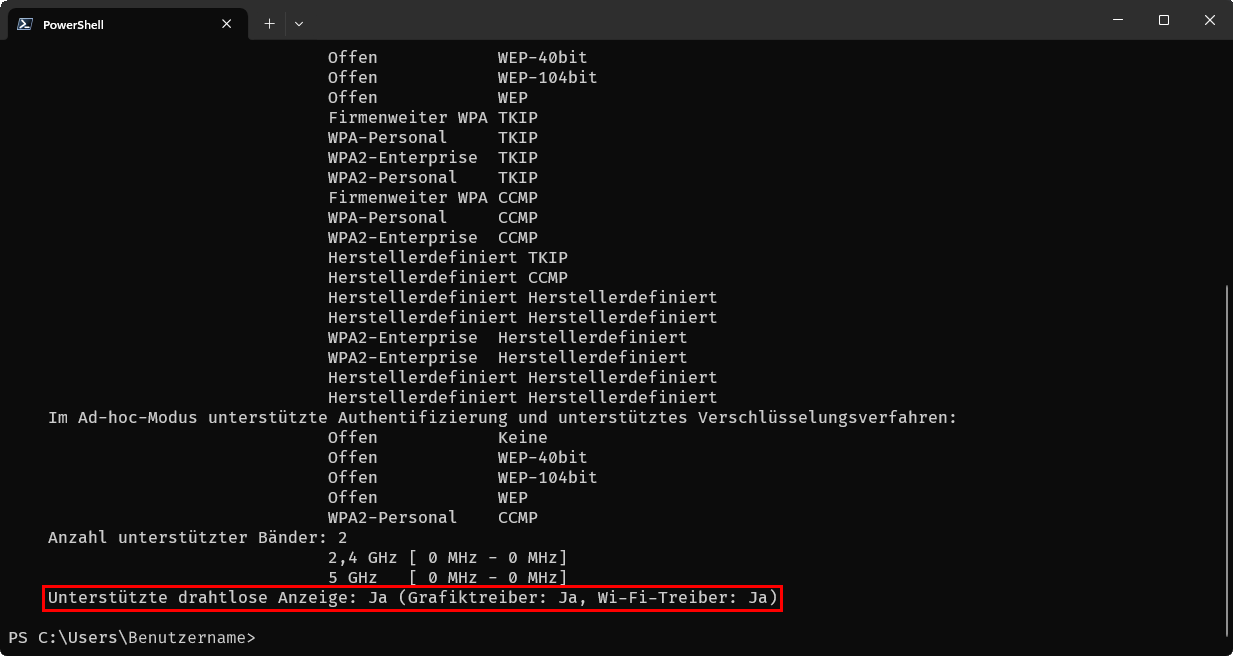 PowerShell
Offen WEP-40bit
Offen WEP-104bit
Offen WEP
Firmenweiter WPA TKIP
WPA-Personal TKIP
WPA2-Enterprise TKIP
WPA2-Personal TKIP
Firmenweiter WPA CCMP
WPA-Personal CCMP
WPA2-Enterprise CCMP
Herstellerdefiniert TKIP
Herstellerdefiniert CCMP
Herstellerdefiniert Herstellerdefiniert
Herstellerdefiniert Herstellerdefiniert
WPA2-Enterprise Herstellerdefiniert
WPA2-Enterprise Herstellerdefiniert
Herstellerdefiniert Herstellerdefiniert
Herstellerdefiniert Herstellerdefiniert
Im Ad-hoc-Modus unterstützte Authentifizierung und unterstütztes Verschlüsselungsverfahren:
Offen Keine
Offen WEP-40bit
Offen WEP-104bit
Offen WEP
WPA2-Personal CCMP
Anzahl unterstützter Bänder: 2
2,4 GHz [ 0 MHz - 0 MHz]
5 GHz [ 0 MHz - 0 MHz]
Unterstützte drahtlose Anzeige: Ja (Grafiktreiber: Ja, Wi-Fi-Treiber: Ja)
PS C:\Users\Benutzername>